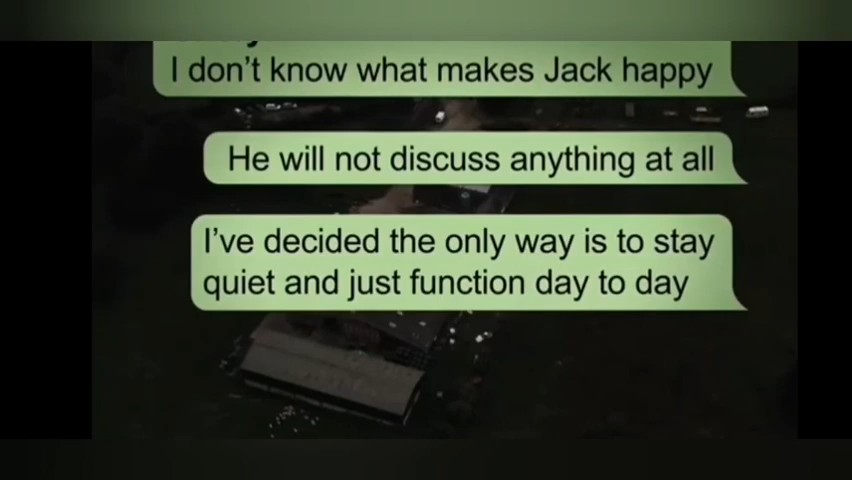 I don't know what makes Jack happy
He will not discuss anything at all
I've decided the only way is to stay
quiet and just function day to day